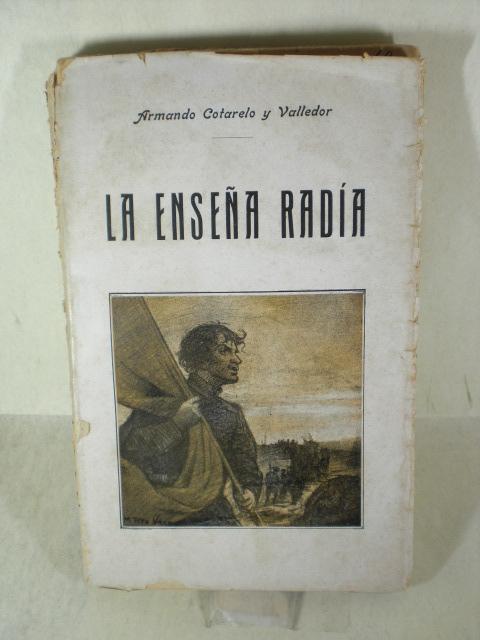 Armando Cotarelo y Valledor
LA ENSEÑA RADÍA